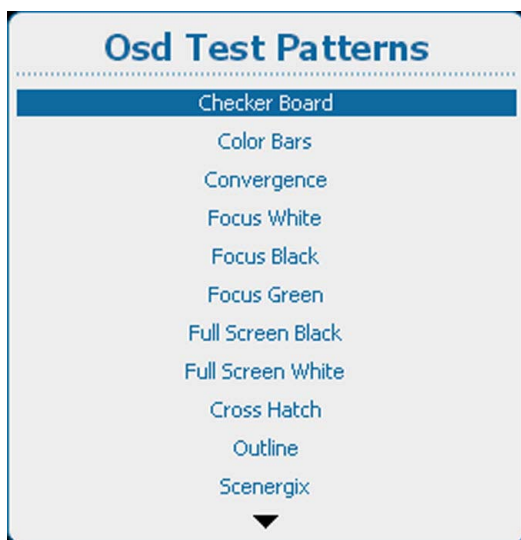 Osd Test Patterns
Checker Board
Color Bars
Convergence
Focus White
Focus Black
Focus Green
Full Screen Black
Full Screen White
Cross Hatch
Outline
Scenergix